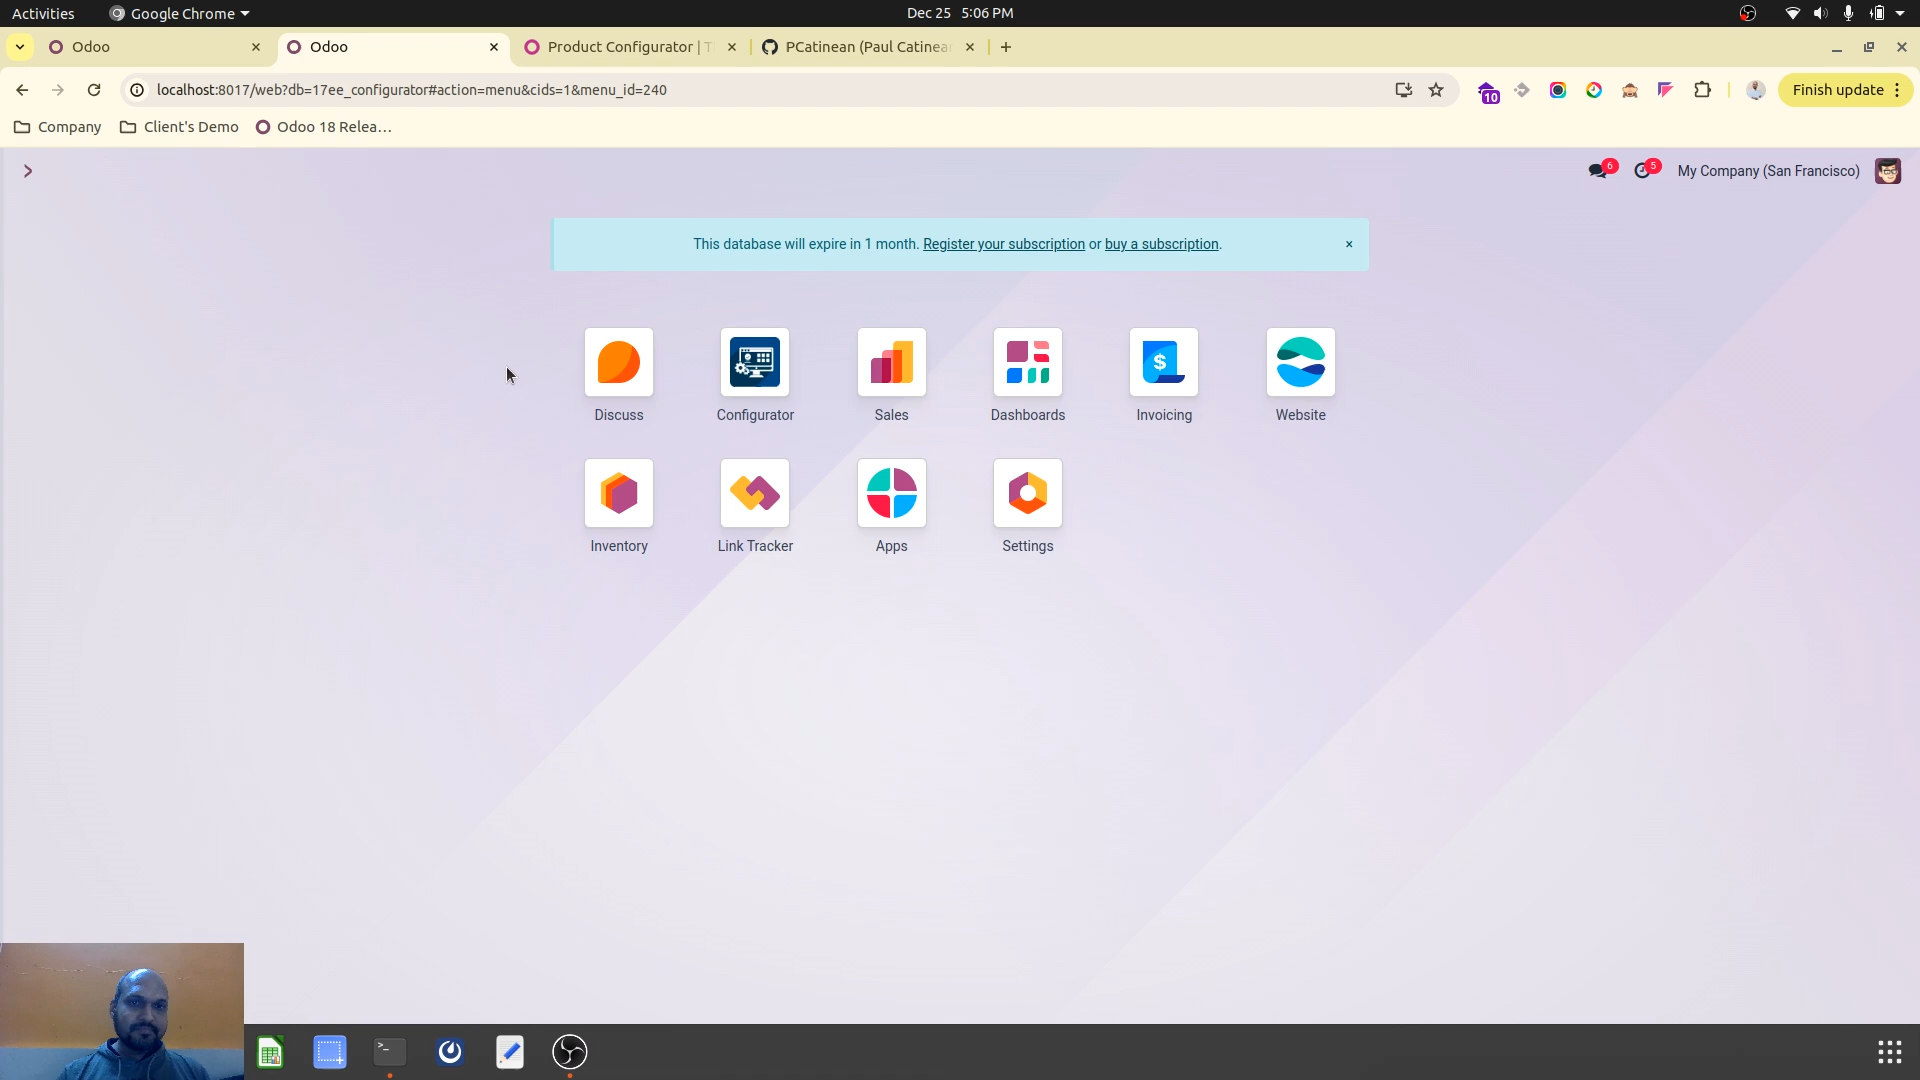 Activities
Google Chrome
Dec 25 5:06 PM
Odoo
Odoo
Product Configurator | T
PCatinean (Paul Catinea
localhost:8017/web?db=17ee_configurator#action=menu&cids=1&menu_id=240
10
Finish update
Company
Client's Demo
Odoo 18 Relea...
6
5
My Company (San Francisco)
This database will expire in 1 month. Register your subscription or buy a subscription.
Discuss
Configurator
Sales
Dashboards
Invoicing
Website
Inventory
Link Tracker
Apps
Settings